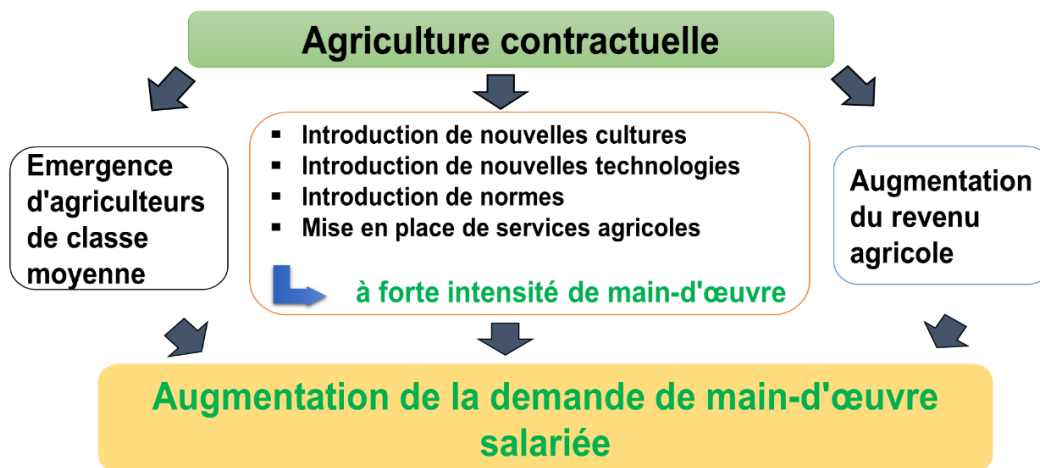 Agriculture contractuelle
Emergence
d'agriculteurs
de classe
moyenne
▪ Introduction de nouvelles cultures
▪ Introduction de nouvelles technologies
▪ Introduction de normes
▪ Mise en place de services agricoles
à forte intensité de main-d'œuvre
Augmentation
du revenu
agricole
Augmentation de la demande de main-d'œuvre
salariée